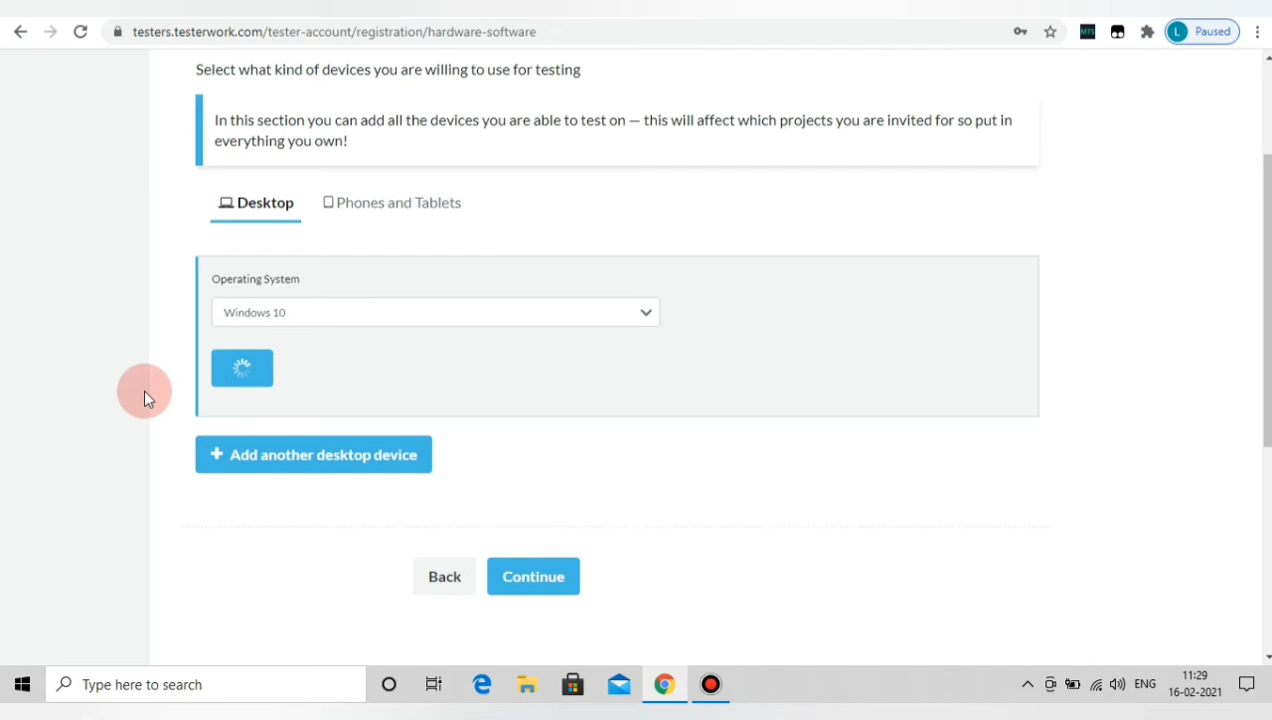 testers.testerwork.com/tester-account/registration/hardware-software
MTS
L
Paused
Select what kind of devices you are willing to use for testing
In this section you can add all the devices you are able to test on — this will affect which projects you are invited for so put in
everything you own!
Desktop
Phones and Tablets
Operating System
Windows 10
+ Add another desktop device
Back
Continue
Type here to search
ENG
11:29
16-02-2021